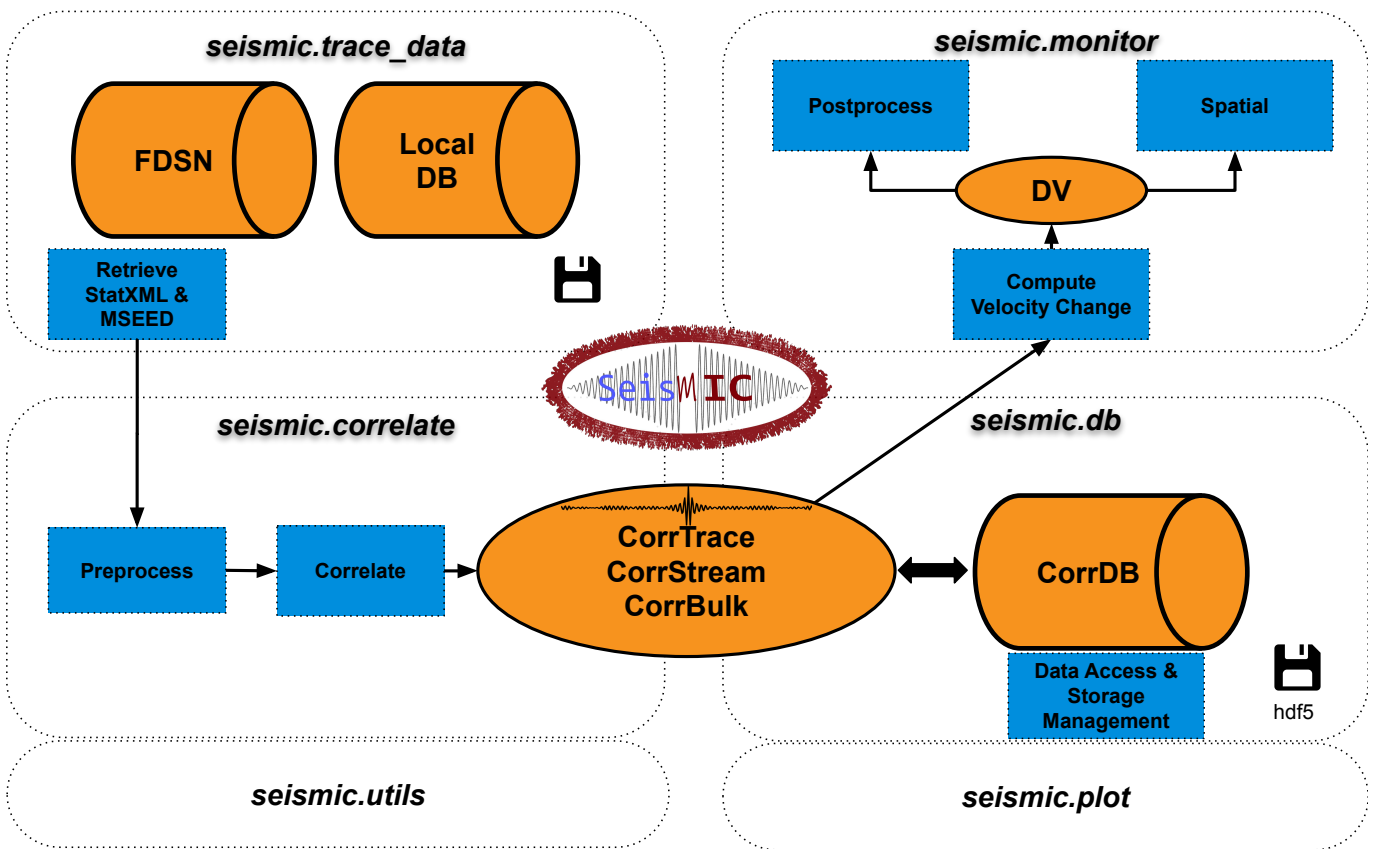 seismic.trace_data
FDSN
Local
DB
Retrieve
StatXML &
MSEED
seismic.monitor
Postprocess
Spatial
DV
Compute
Velocity Change
SeisMIC
seismic.correlate
Preprocess
Correlate
CorrTrace
CorrStream
CorrBulk
seismic.db
CorrDB
Data Access &
Storage
Management
hdf5
seismic.utils
seismic.plot